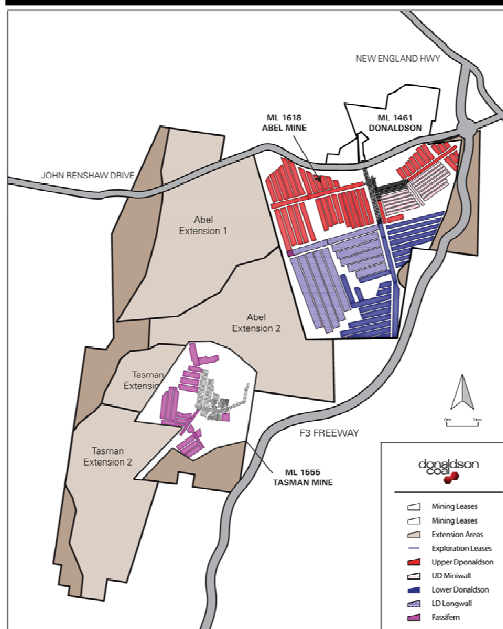 NEW ENGLAND HWY
ML 1618
ABEL MINE
ML 1461
DONALDSON
JOHN RENSHAW DRIVE
Abel
Extension 1
Abel
Extension 2
Tasman
Extens
Tasman
Extension 2
F3 FREEWAY
ML 1555
TASMAN MINE
donaldson
coal
Mining Leases
Mining Leases
Extension Areas
Exploration Leases
Upper Dponaldson
UD Miniwall
Lower Donaldson
LD Longwall
Fassifern